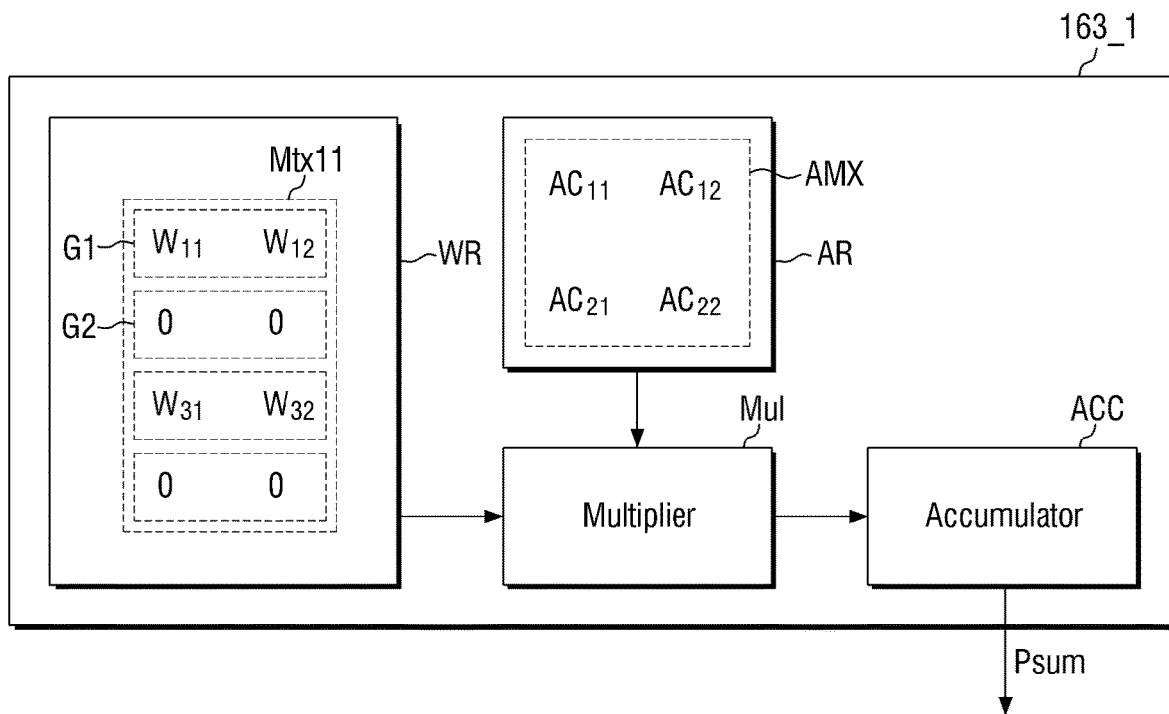 163_1
Mtx11
G1 W₁₁ W₁₂
G2 0 0
W₃₁ W₃₂
0 0
WR
AC₁₁ AC₁₂
AC₂₁ AC₂₂
AMX
AR
Mul
Multiplier
ACC
Accumulator
Psum